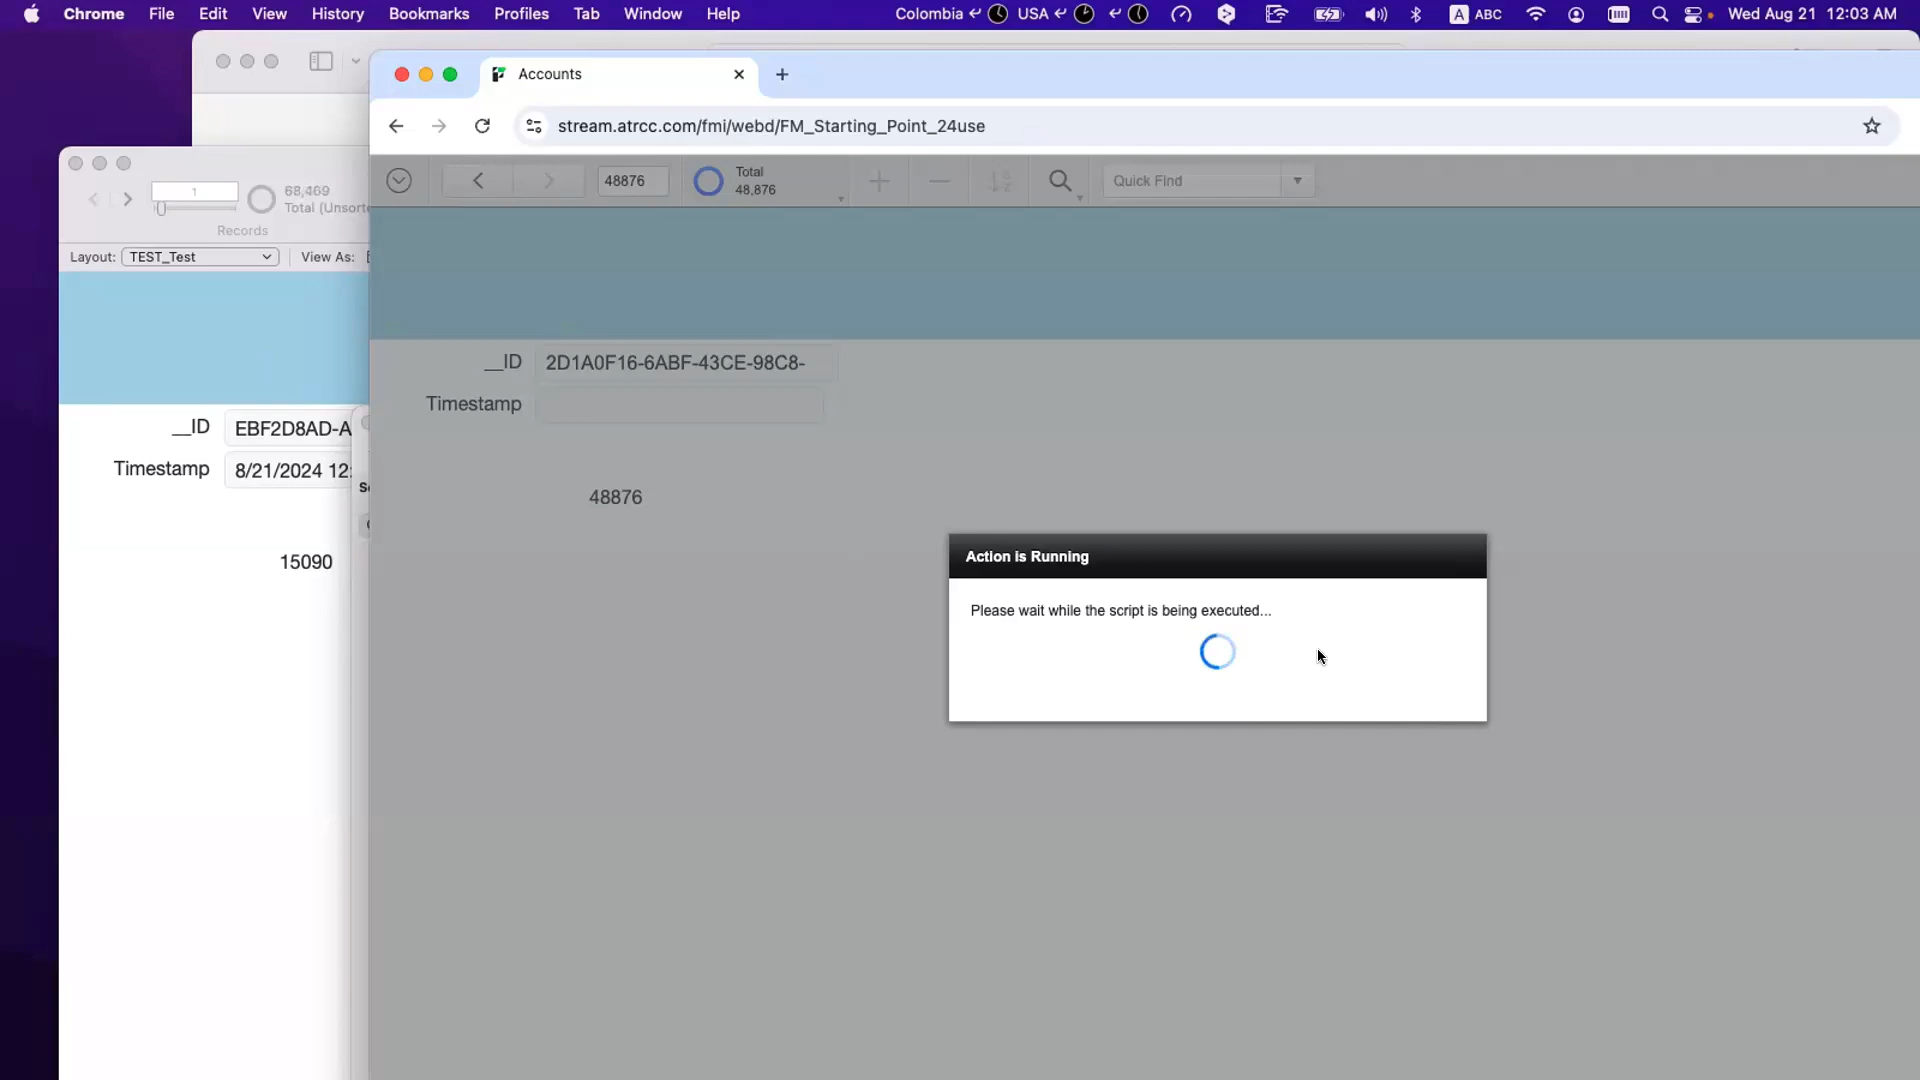 Chrome File Edit View History Bookmarks Profiles Tab Window Help Colombia USA A ABC Wed Aug 21 12:03 AM
Accounts
stream.atrcc.com/fmi/webd/FM_Starting_Point_24use
48876
Total
48,876
Quick Find
1
68,469
Total (Unsorte
Records
Layout: TEST_Test View As:
__ID 2D1A0F16-6ABF-43CE-98C8-
Timestamp
48876
__ID EBF2D8AD-A
Timestamp 8/21/2024 12:
15090
Action is Running
Please wait while the script is being executed...